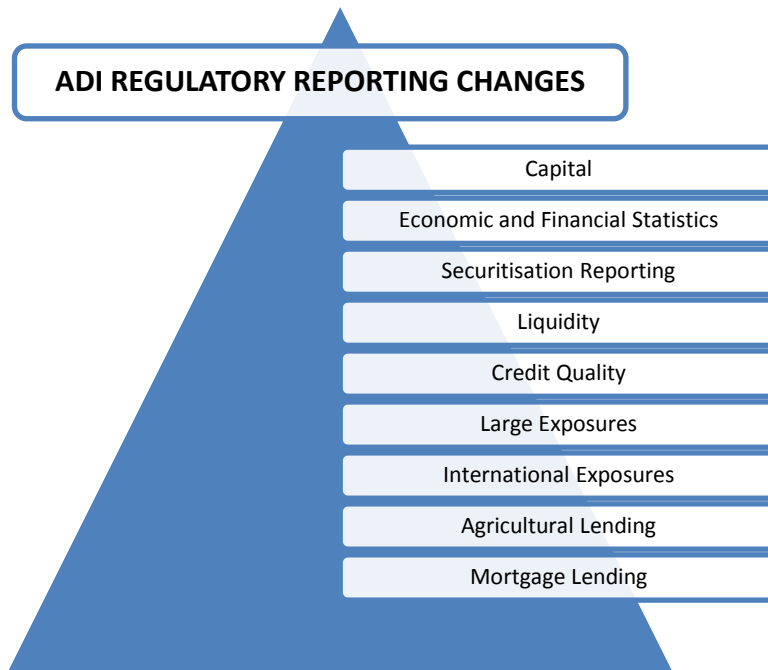 ADI REGULATORY REPORTING CHANGES
Capital
Economic and Financial Statistics
Securitisation Reporting
Liquidity
Credit Quality
Large Exposures
International Exposures
Agricultural Lending
Mortgage Lending